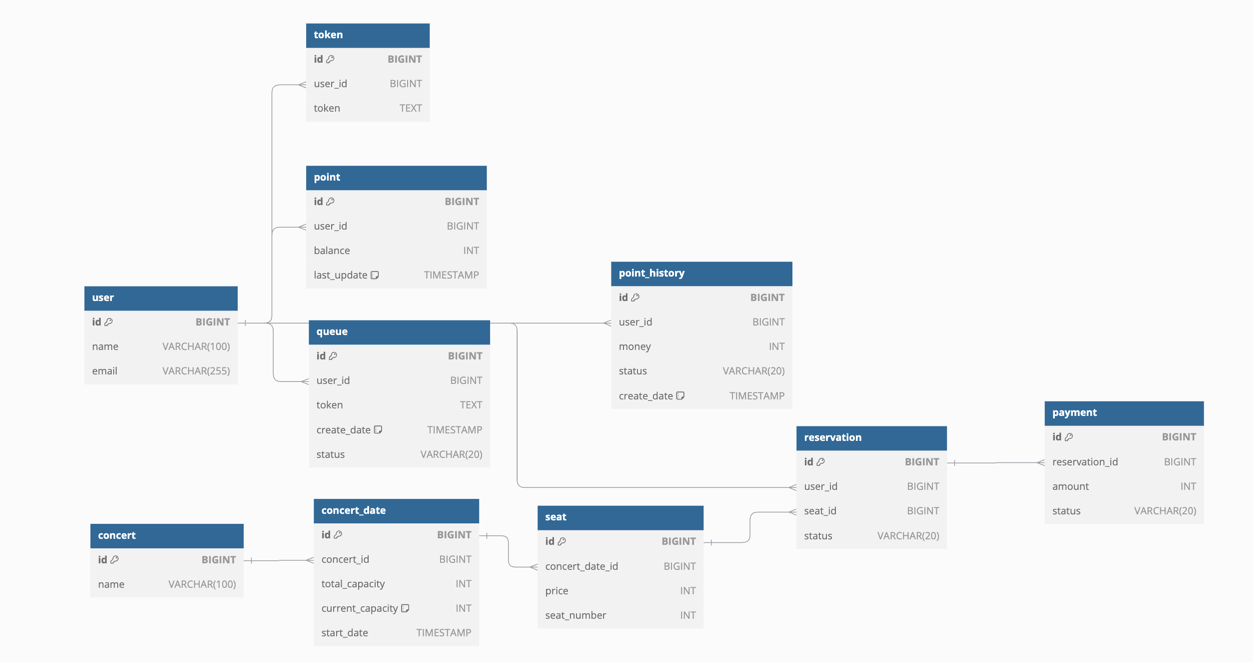 token
id BIGINT
user_id BIGINT
token TEXT
point
id BIGINT
user_id BIGINT
balance INT
last_update TIMESTAMP
user
id BIGINT
name VARCHAR(100)
email VARCHAR(255)
queue
id BIGINT
user_id BIGINT
token TEXT
create_date TIMESTAMP
status VARCHAR(20)
point_history
id BIGINT
user_id BIGINT
money INT
status VARCHAR(20)
create_date TIMESTAMP
reservation
id BIGINT
user_id BIGINT
seat_id BIGINT
status VARCHAR(20)
payment
id BIGINT
reservation_id BIGINT
amount INT
status VARCHAR(20)
concert
id BIGINT
name VARCHAR(100)
concert_date
id BIGINT
concert_id BIGINT
total_capacity INT
current_capacity INT
start_date TIMESTAMP
seat
id BIGINT
concert_date_id BIGINT
price INT
seat_number INT